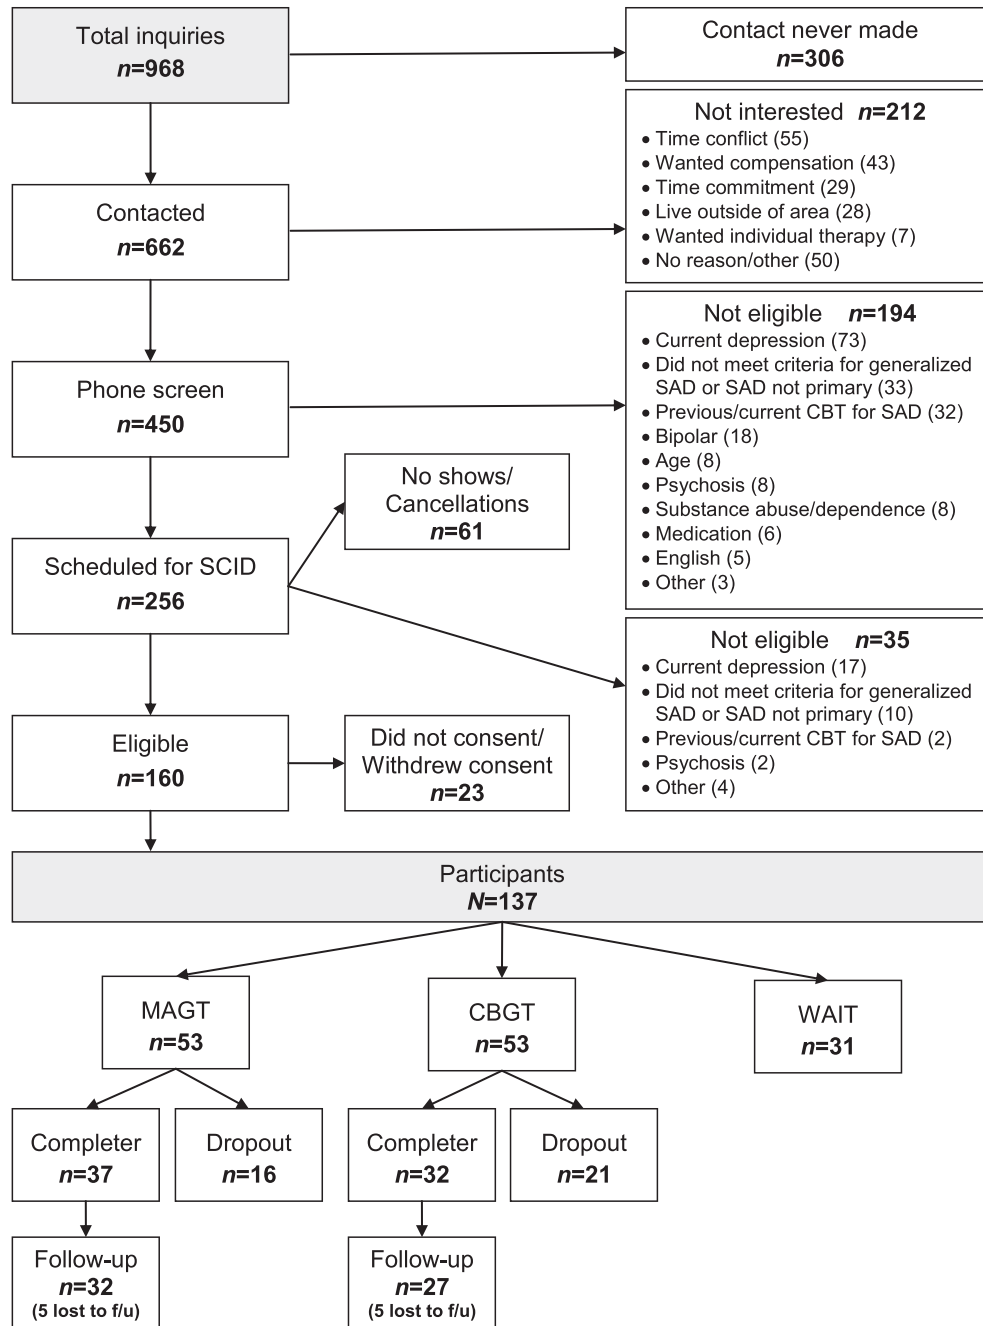 Total inquiries
n=968
Contact never made
n=306
Not interested n=212
• Time conflict (55)
• Wanted compensation (43)
• Time commitment (29)
• Live outside of area (28)
• Wanted individual therapy (7)
• No reason/other (50)
Contacted
n=662
Not eligible n=194
• Current depression (73)
• Did not meet criteria for generalized
SAD or SAD not primary (33)
• Previous/current CBT for SAD (32)
• Bipolar (18)
• Age (8)
• Psychosis (8)
• Substance abuse/dependence (8)
• Medication (6)
• English (5)
• Other (3)
Phone screen
n=450
No shows/
Cancellations
n=61
Scheduled for SCID
n=256
Not eligible n=35
• Current depression (17)
• Did not meet criteria for generalized
SAD or SAD not primary (10)
• Previous/current CBT for SAD (2)
• Psychosis (2)
• Other (4)
Eligible
n=160
Did not consent/
Withdrew consent
n=23
Participants
N=137
MAGT
n=53
CBGT
n=53
WAIT
n=31
Completer
n=37
Dropout
n=16
Completer
n=32
Dropout
n=21
Follow-up
n=32
(5 lost to f/u)
Follow-up
n=27
(5 lost to f/u)